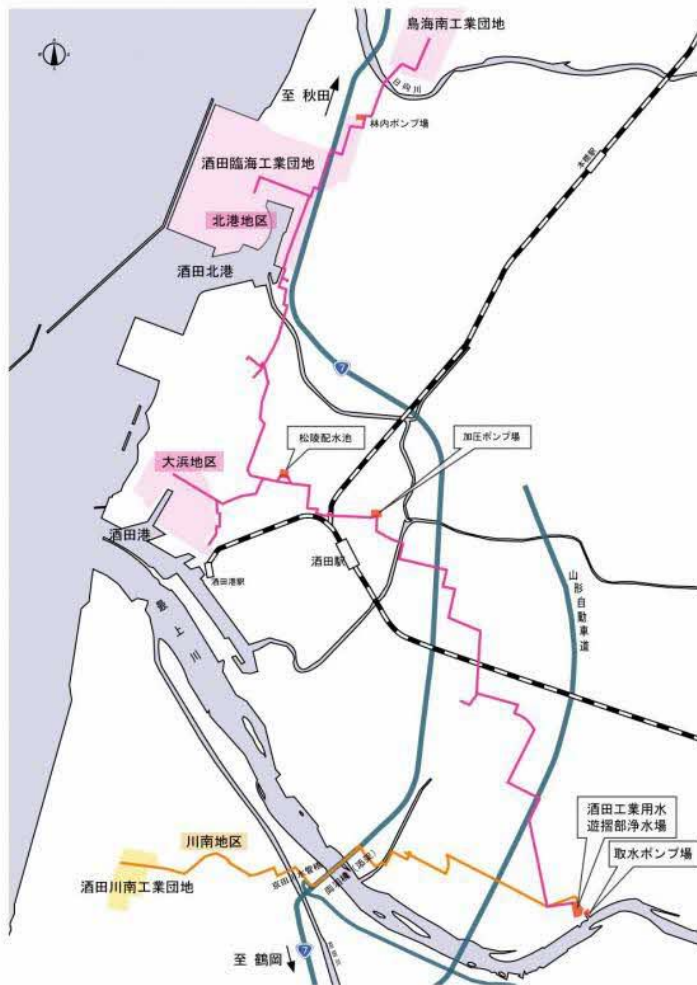 鳥海南工業団地
日向川
至 秋田
林内ポンプ場
本楯駅
酒田臨海工業団地
北港地区
酒田北港
7
松陵配水池
加圧ポンプ場
大浜地区
酒田港
酒田駅
酒田港駅
山形自動車道
最上川
酒田工業用水
遊摺部浄水場
取水ポンプ場
川南地区
酒田川南工業団地
7
至 鶴岡